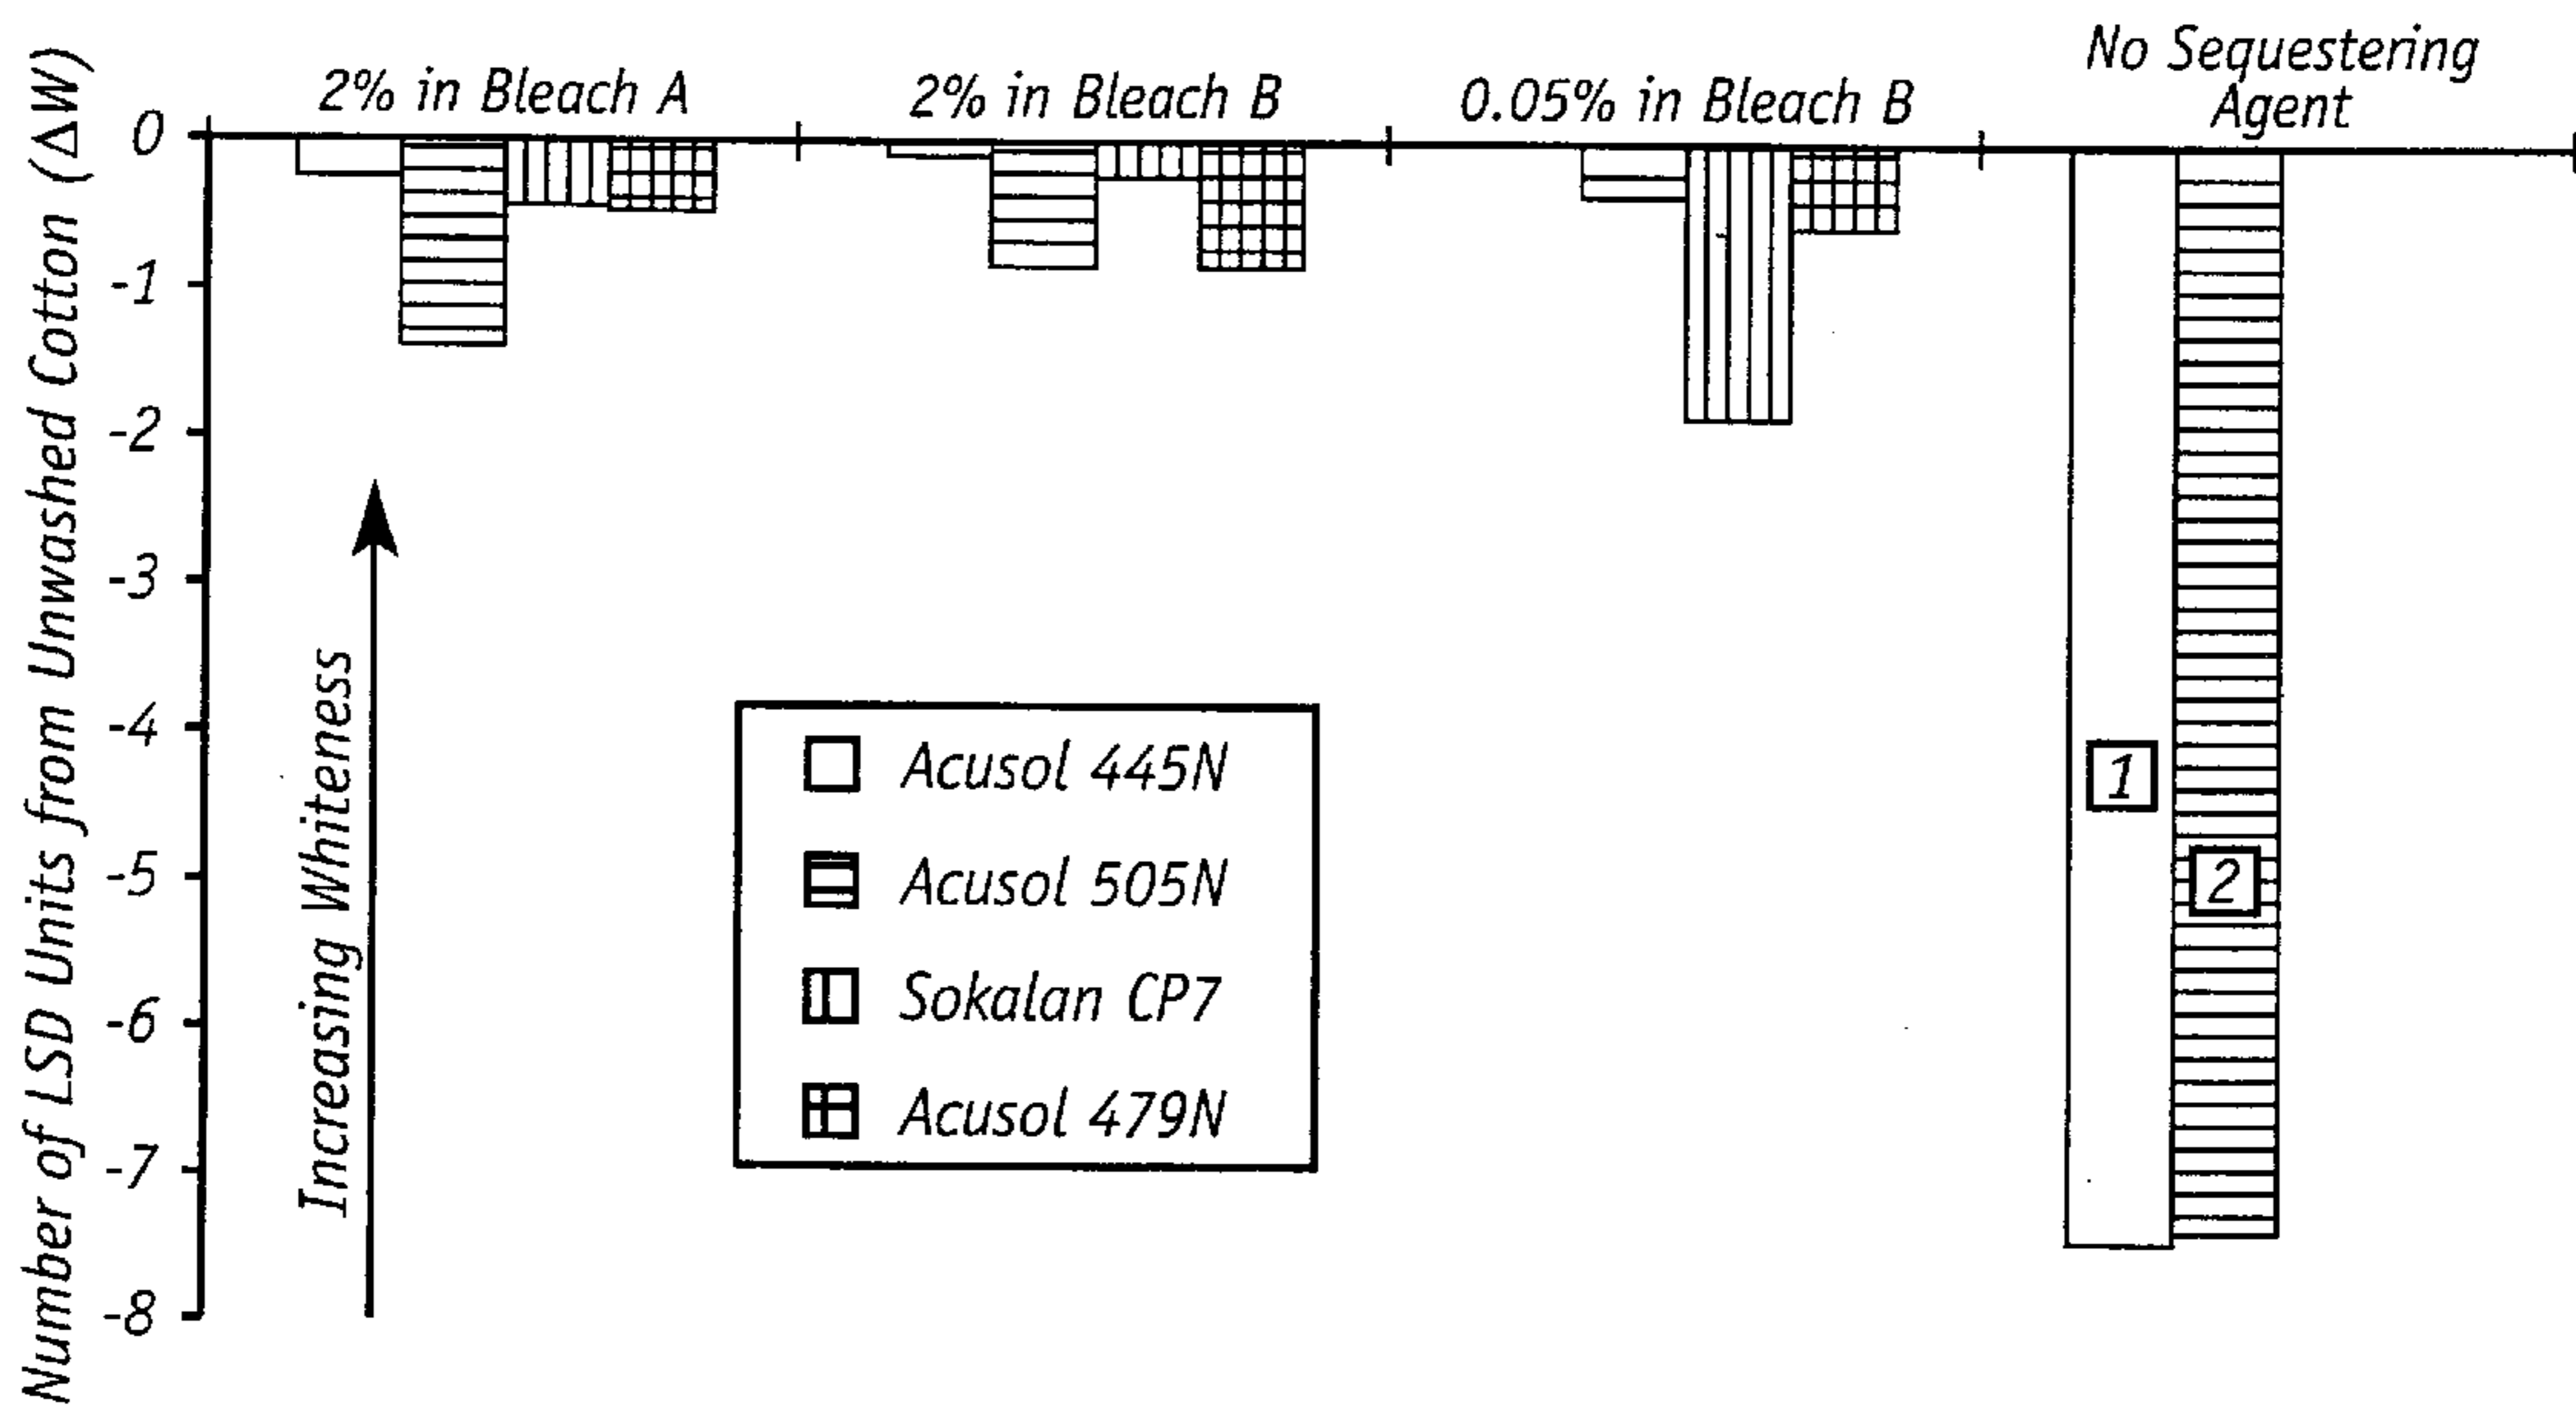 Number of LSD Units from Unwashed Cotton (ΔW)
2% in Bleach A
2% in Bleach B
0.05% in Bleach B
No Sequestering
Agent
0
-1
-2
-3
-4
-5
-6
-7
-8
Increasing Whiteness
Acusol 445N
Acusol 505N
Sokalan CP7
Acusol 479N
1
2